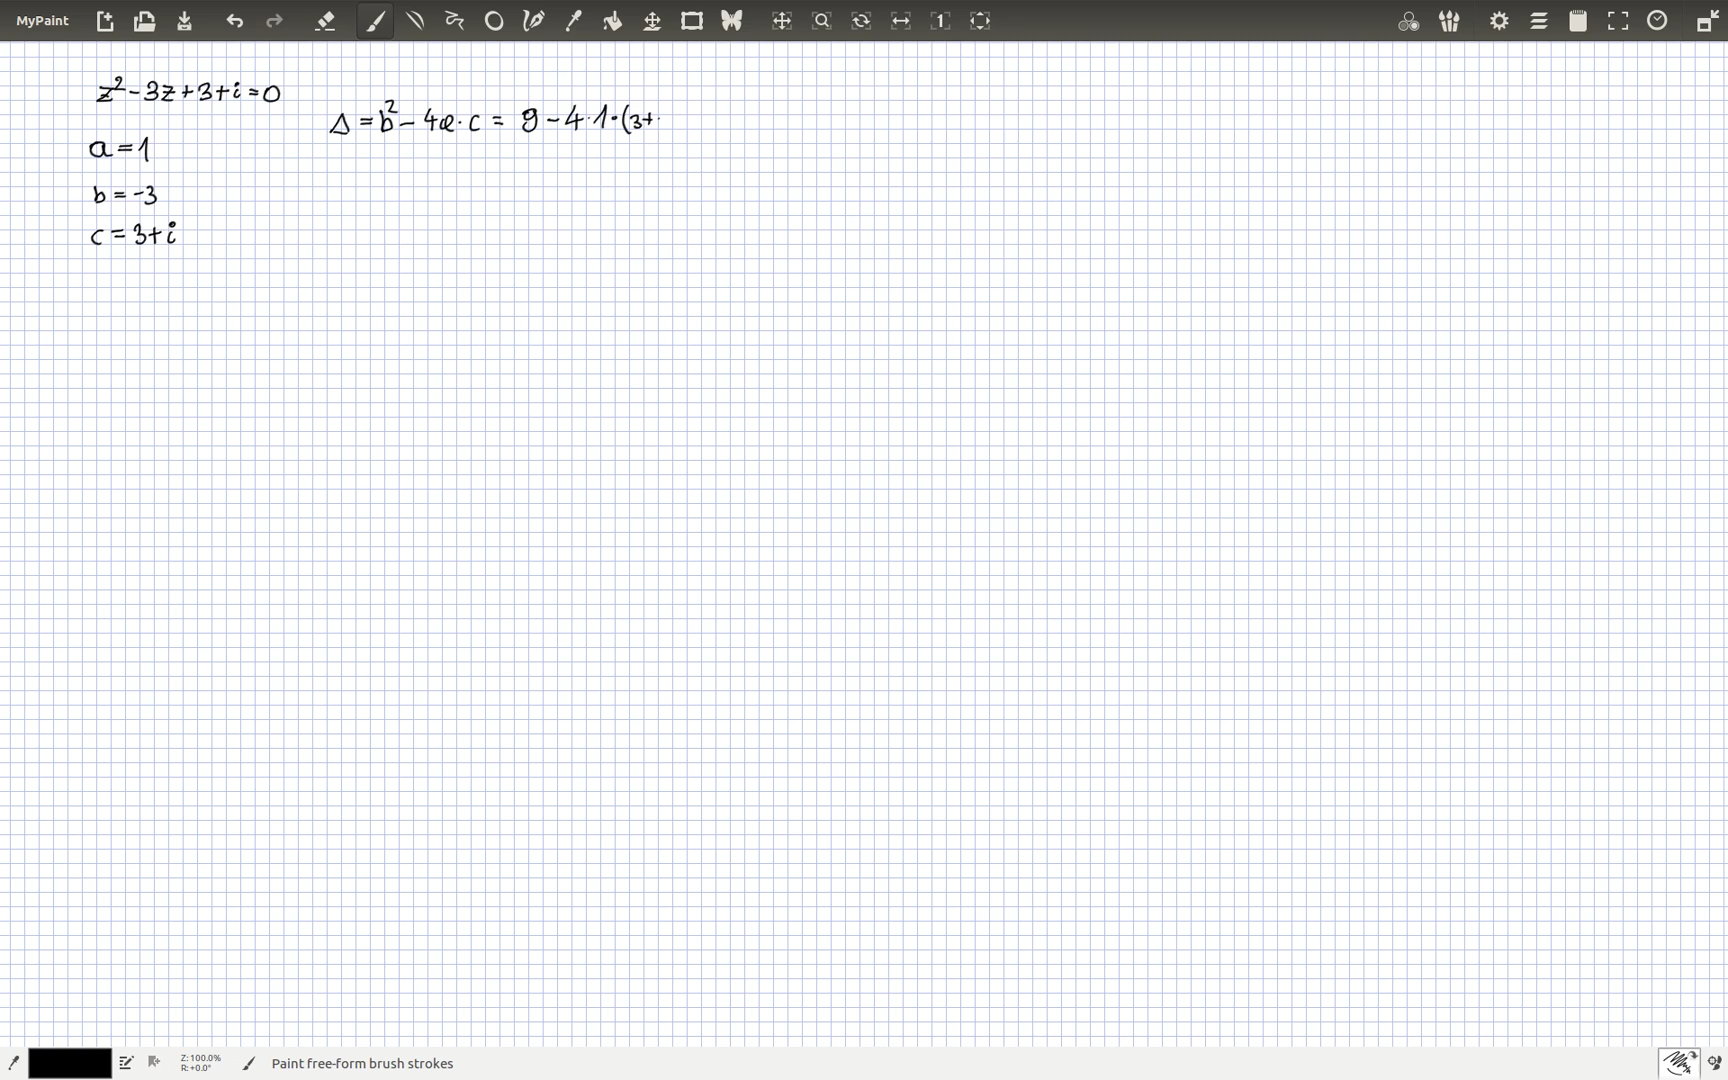 MyPaint
z²-3z+3+i=0
Δ=b²-4a·c = 9-4·1·(3+
a=1
b=-3
c=3+i
Z: 100.0%
R: +0.0°
Paint free-form brush strokes